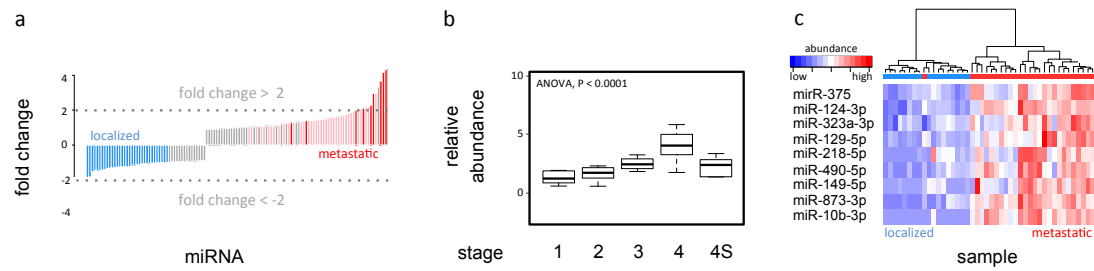 a
fold change
4
2
0
-2
-4
fold change > 2
localized
metastatic
fold change < -2
miRNA
b
relative
abundance
10
5
0
ANOVA, P < 0.0001
stage 1 2 3 4 4S
c
abundance
low high
mirR-375
miR-124-3p
miR-323a-3p
miR-129-5p
miR-218-5p
miR-490-5p
miR-149-5p
miR-873-3p
miR-10b-3p
localized metastatic
sample